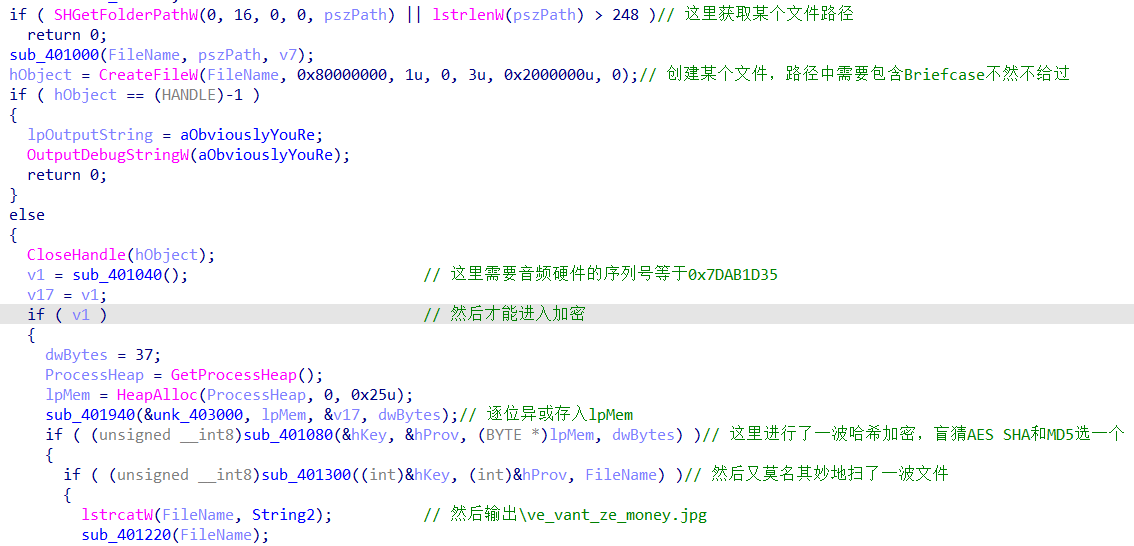 if ( SHGetFolderPathW(0, 16, 0, 0, pszPath) || lstrlenW(pszPath) > 248 )// 这里获取某个文件路径
return 0;
sub_401000(FileName, pszPath, v7);
hObject = CreateFileW(FileName, 0x80000000, 1u, 0, 3u, 0x2000000u, 0);// 创建某个文件，路径中需要包含Briefcase不然不给过
if ( hObject == (HANDLE)-1 )
{
lpOutputString = aObviouslyYouRe;
OutputDebugStringW(aObviouslyYouRe);
return 0;
}
else
{
CloseHandle(hObject);
v1 = sub_401040(); // 这里需要音频硬件的序列号等于0x7DAB1D35
v17 = v1;
if ( v1 ) // 然后才能进入加密
{
dwBytes = 37;
ProcessHeap = GetProcessHeap();
lpMem = HeapAlloc(ProcessHeap, 0, 0x25u);
sub_401940(&unk_403000, lpMem, &v17, dwBytes);// 逐位异或存入lpMem
if ( (unsigned __int8)sub_401080(&hKey, &hProv, (BYTE *)lpMem, dwBytes) )// 这里进行了一波哈希加密，盲猜AES SHA和MD5选一个
{
if ( (unsigned __int8)sub_401300((int)&hKey, (int)&hProv, FileName) )// 然后又莫名其妙地扫了一波文件
{
lstrcatW(FileName, String2); // 然后输出\ve_vant_ze_money.jpg
sub_401220(FileName);